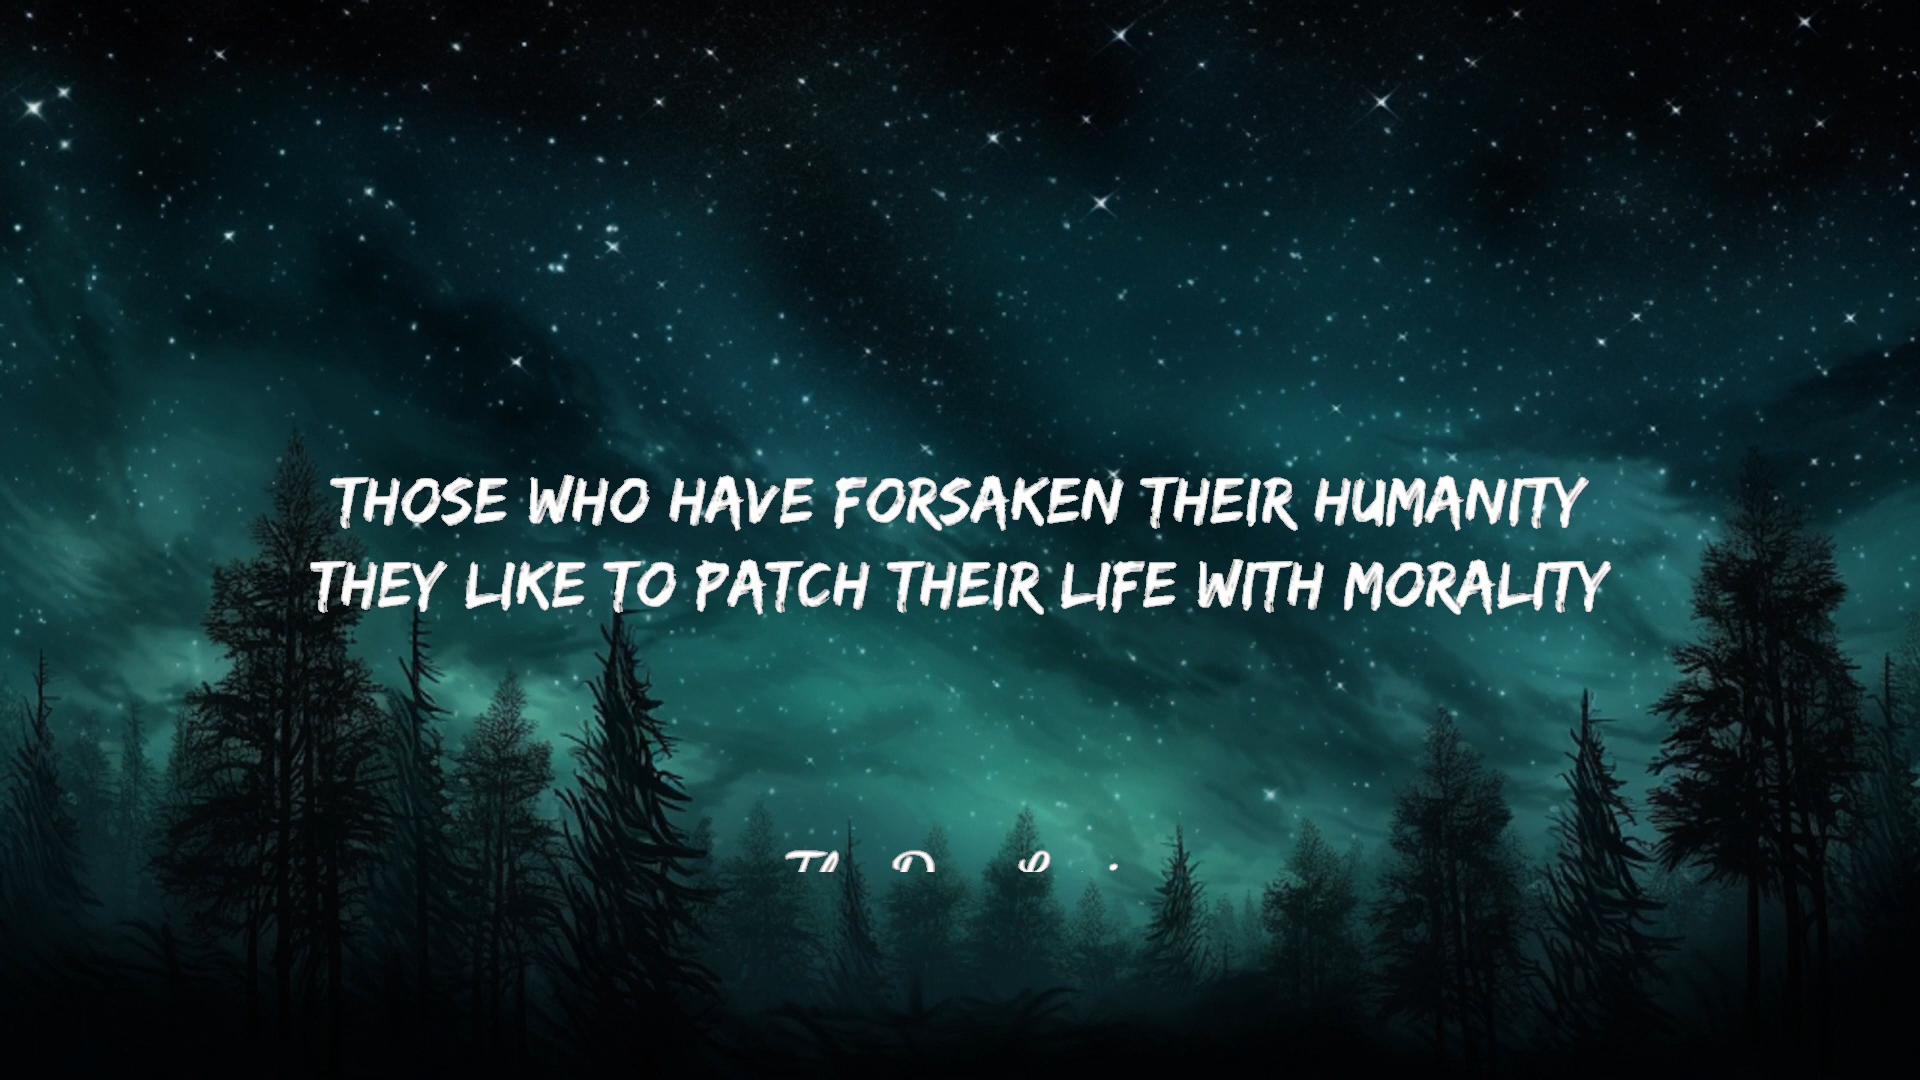 THOSE WHO HAVE FORSAKEN THEIR HUMANITY
THEY LIKE TO PATCH THEIR LIFE WITH MORALITY